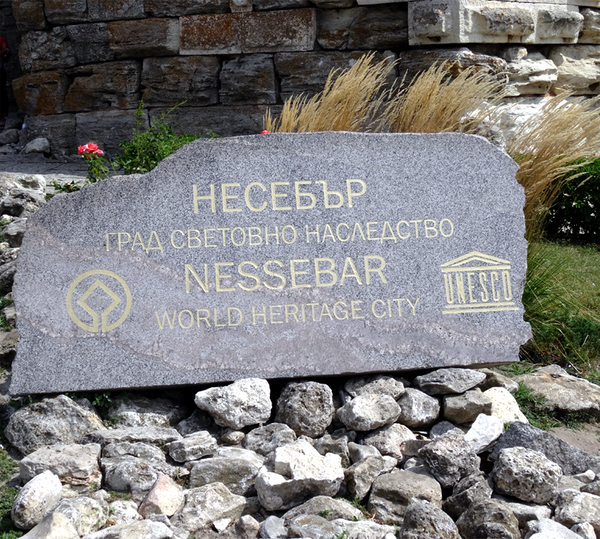 НЕСЕБЪР
ГРАД СВЕТОВНО НАСЛЕДСТВО
NESSEBAR
WORLD HERITAGE CITY
UNESCO